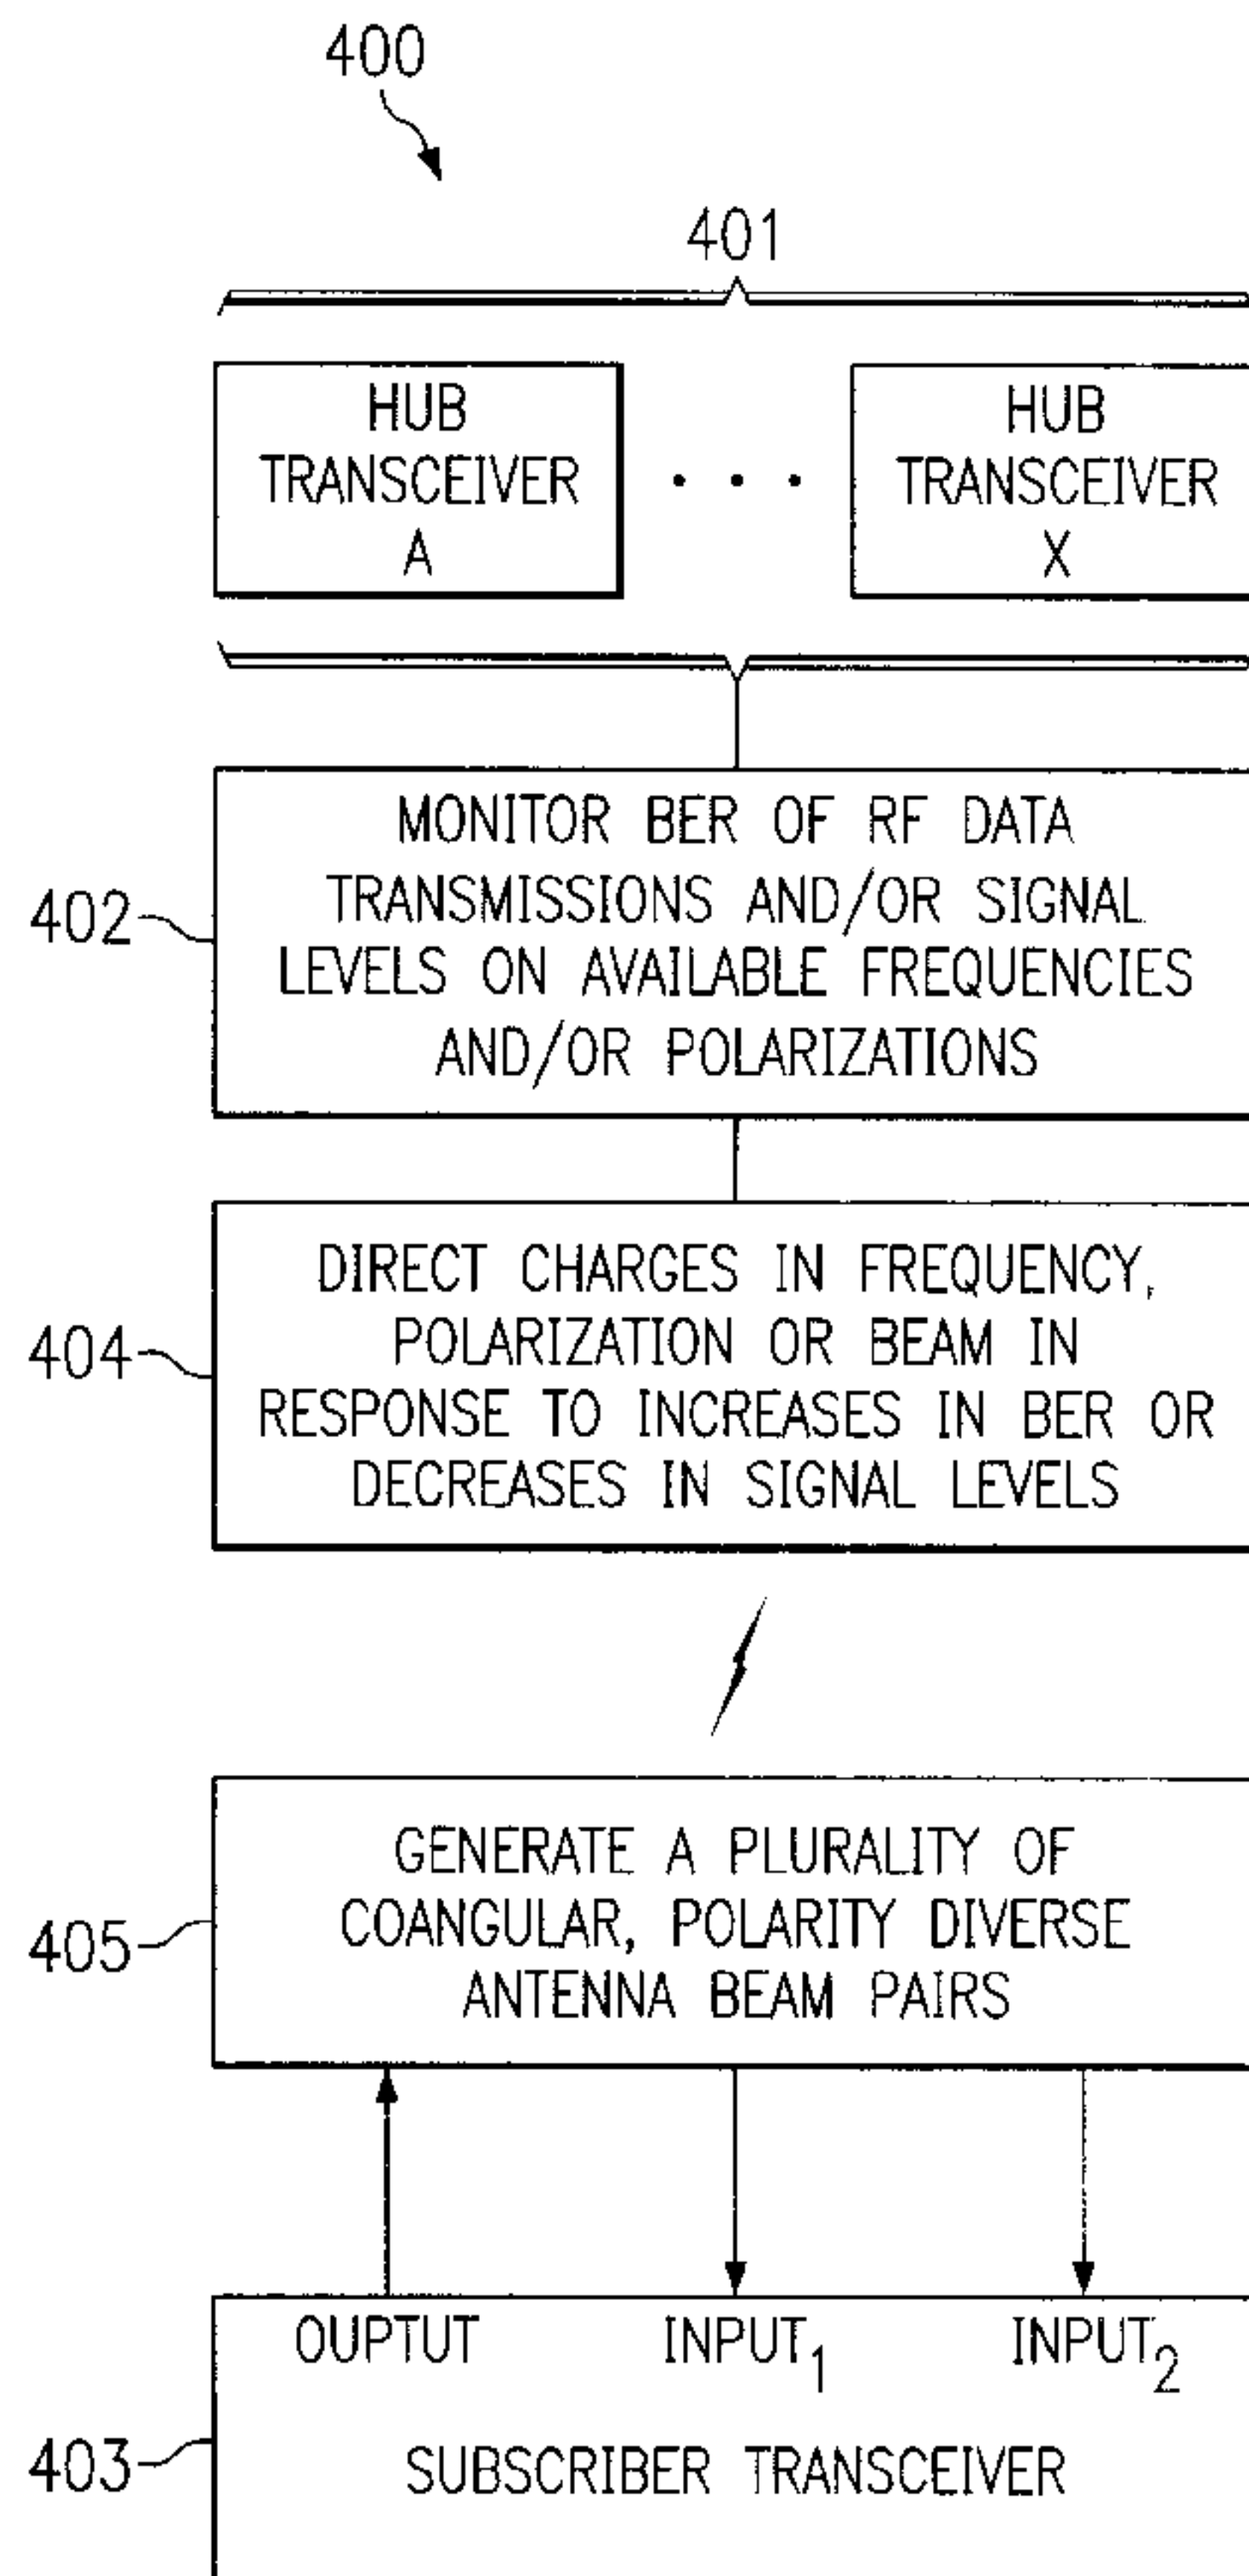 400
401
HUB
TRANSCEIVER
A
HUB
TRANSCEIVER
X
402
MONITOR BER OF RF DATA
TRANSMISSIONS AND/OR SIGNAL
LEVELS ON AVAILABLE FREQUENCIES
AND/OR POLARIZATIONS
404
DIRECT CHARGES IN FREQUENCY,
POLARIZATION OR BEAM IN
RESPONSE TO INCREASES IN BER OR
DECREASES IN SIGNAL LEVELS
405
GENERATE A PLURALITY OF
COANGULAR, POLARITY DIVERSE
ANTENNA BEAM PAIRS
OUPTUT INPUT1 INPUT2
403
SUBSCRIBER TRANSCEIVER